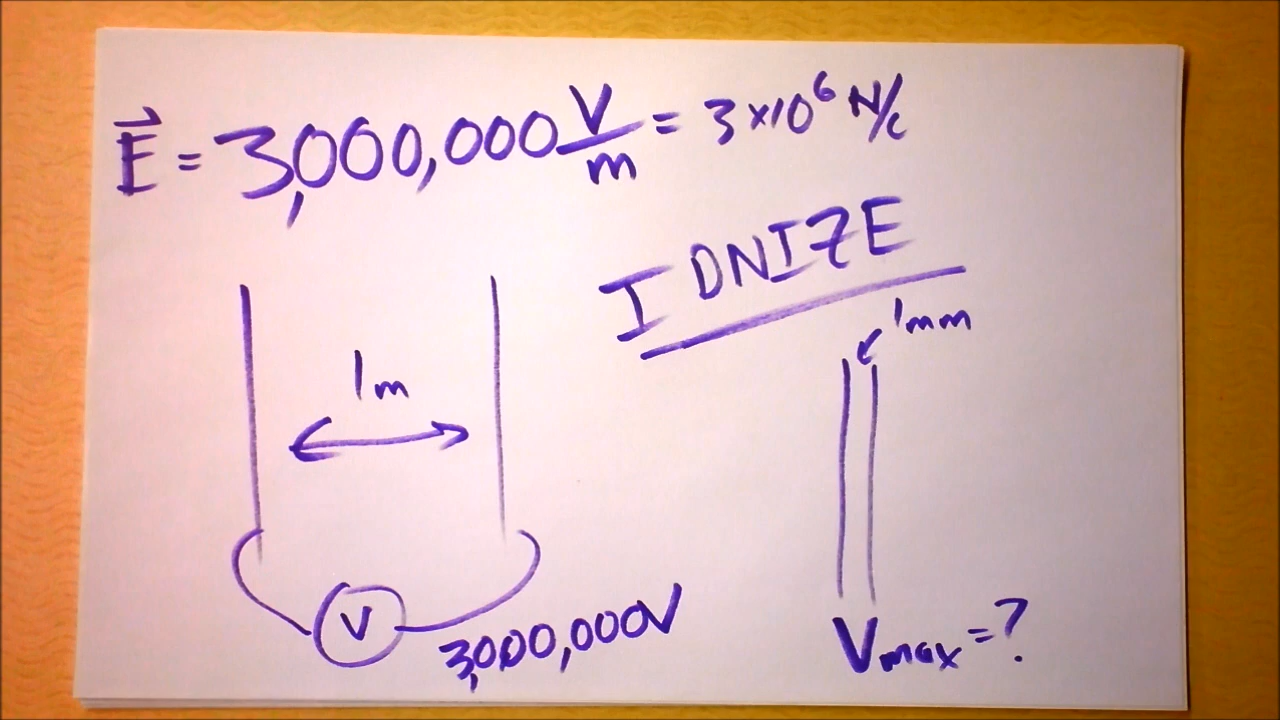 E⃗ = 3,000,000 V/m = 3×10⁶ N/C
IONIZE
1mm
1m
V
3,000,000V
Vmax=?